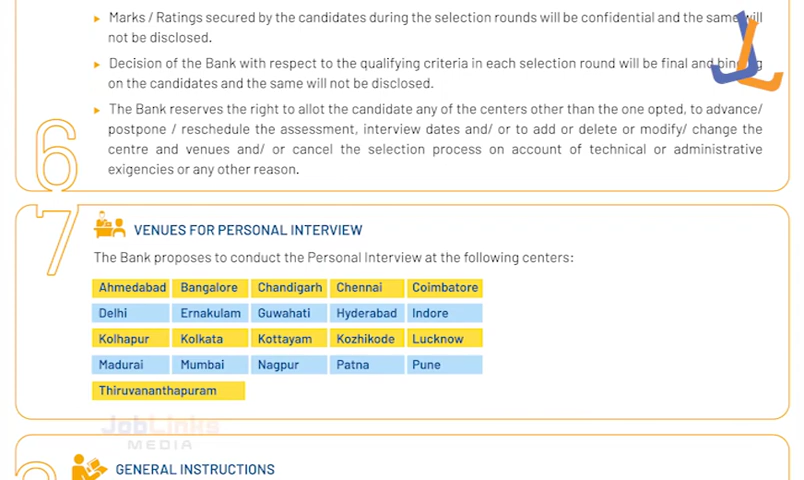 Marks / Ratings secured by the candidates during the selection rounds will be confidential and the same will
not be disclosed.
Decision of the Bank with respect to the qualifying criteria in each selection round will be final and binding
on the candidates and the same will not be disclosed.
The Bank reserves the right to allot the candidate any of the centers other than the one opted, to advance/
postpone / reschedule the assessment, interview dates and/ or to add or delete or modify/ change the
centre and venues and/ or cancel the selection process on account of technical or administrative
exigencies or any other reason.
6
7
VENUES FOR PERSONAL INTERVIEW
The Bank proposes to conduct the Personal Interview at the following centers:
Ahmedabad Bangalore Chandigarh Chennai Coimbatore
Delhi Ernakulam Guwahati Hyderabad Indore
Kolhapur Kolkata Kottayam Kozhikode Lucknow
Madurai Mumbai Nagpur Patna Pune
Thiruvananthapuram
JobLinks
MEDIA
GENERAL INSTRUCTIONS